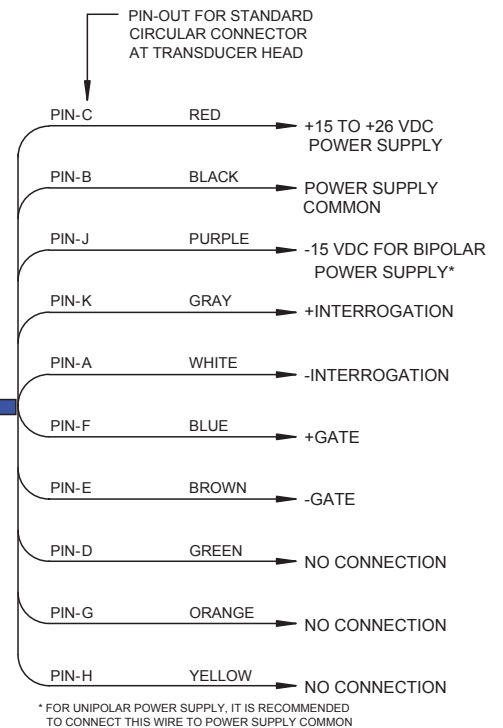 PIN-OUT FOR STANDARD
CIRCULAR CONNECTOR
AT TRANSDUCER HEAD
PIN-C RED +15 TO +26 VDC
POWER SUPPLY
PIN-B BLACK POWER SUPPLY
COMMON
PIN-J PURPLE -15 VDC FOR BIPOLAR
POWER SUPPLY*
PIN-K GRAY +INTERROGATION
PIN-A WHITE -INTERROGATION
PIN-F BLUE +GATE
PIN-E BROWN -GATE
PIN-D GREEN NO CONNECTION
PIN-G ORANGE NO CONNECTION
PIN-H YELLOW NO CONNECTION
* FOR UNIPOLAR POWER SUPPLY, IT IS RECOMMENDED
TO CONNECT THIS WIRE TO POWER SUPPLY COMMON